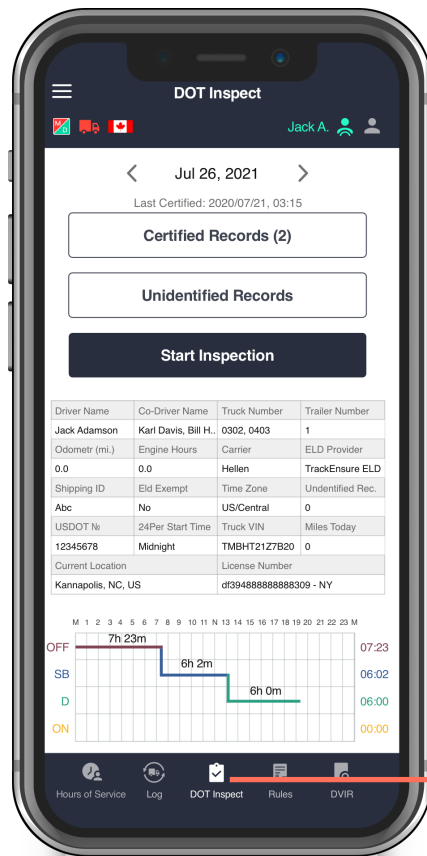 DOT Inspect
M D
Jack A.
Jul 26, 2021
Last Certified: 2020/07/21, 03:15
Certified Records (2)
Unidentified Records
Start Inspection
Driver Name Co-Driver Name Truck Number Trailer Number
Jack Adamson Karl Davis, Bill H.. 0302, 0403 1
Odometr (mi.) Engine Hours Carrier ELD Provider
0.0 0.0 Hellen TrackEnsure ELD
Shipping ID Eld Exempt Time Zone Undentified Rec.
Abc No US/Central 0
USDOT № 24Per Start Time Truck VIN Miles Today
12345678 Midnight TMBHT21Z7B20 0
Current Location License Number
Kannapolis, NC, US df394888888888309 - NY
M 1 2 3 4 5 6 7 8 9 10 11 N 13 14 15 16 17 18 19 20 21 22 23 M
OFF 7h 23m 07:23
SB 6h 2m 06:02
D 6h 0m 06:00
ON 00:00
Hours of Service Log DOT Inspect Rules DVIR